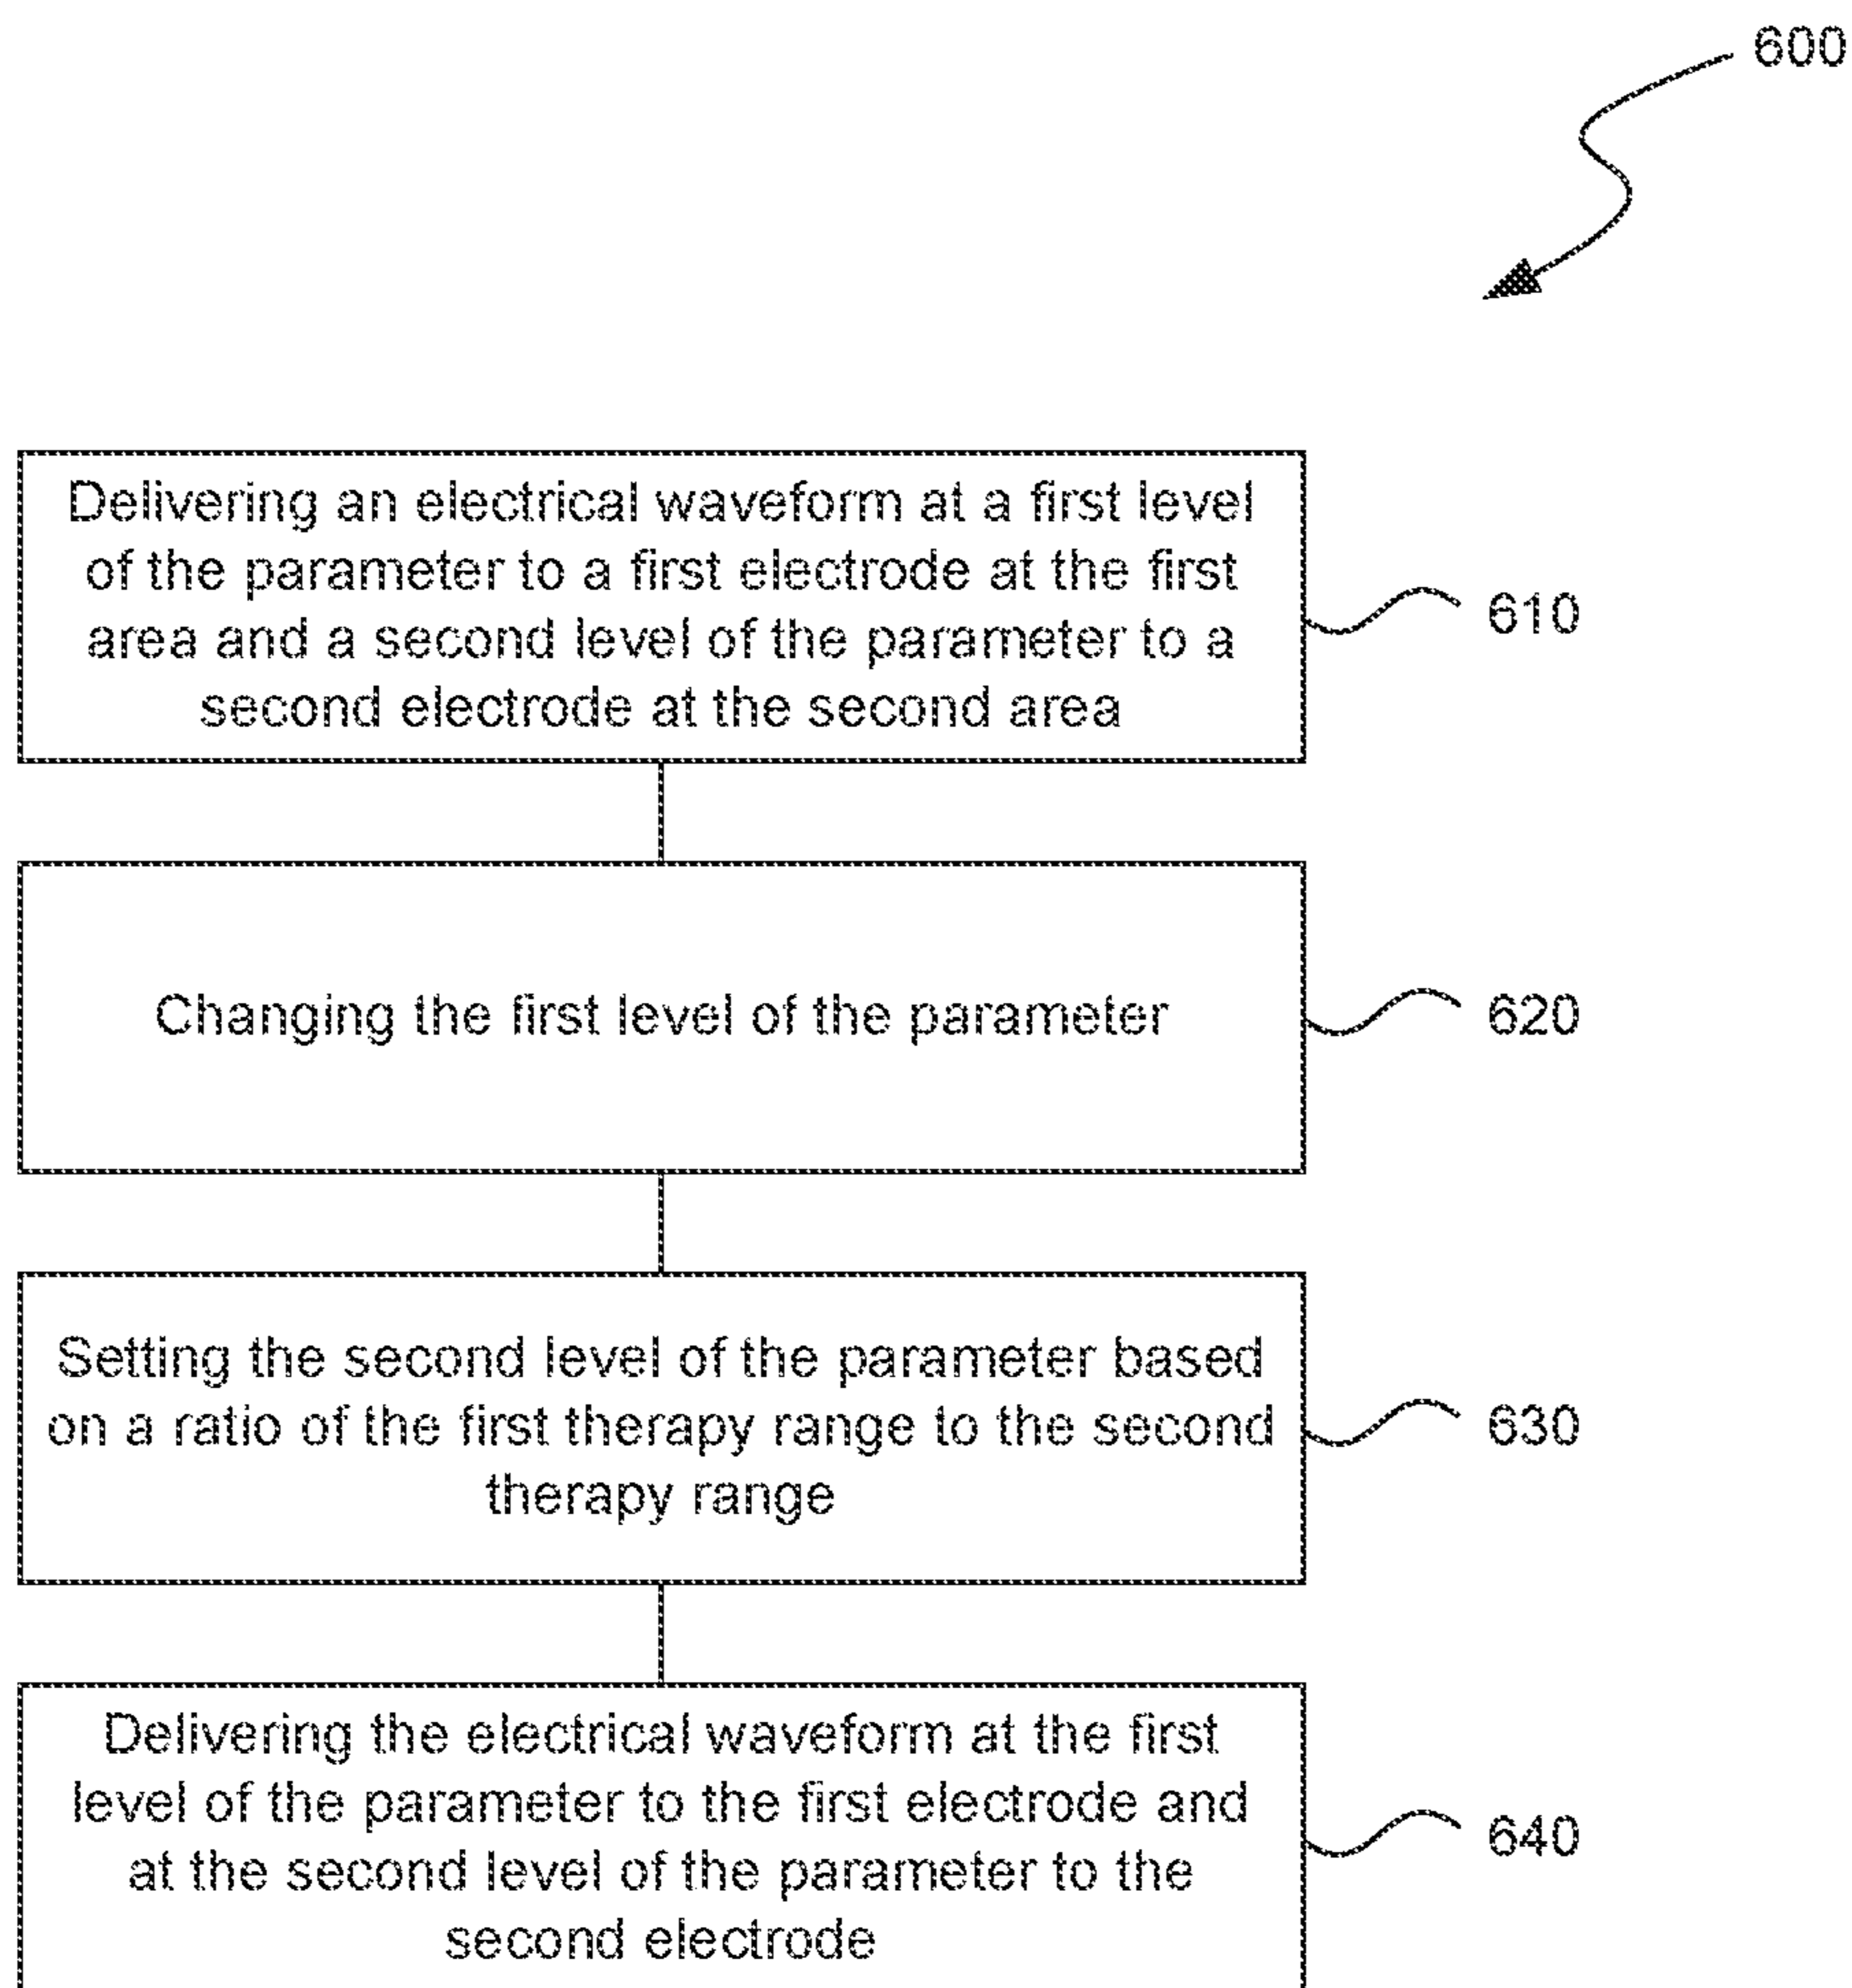 600
Delivering an electrical waveform at a first level
of the parameter to a first electrode at the first
area and a second level of the parameter to a
second electrode at the second area
610
Changing the first level of the parameter
620
Setting the second level of the parameter based
on a ratio of the first therapy range to the second
therapy range
630
Delivering the electrical waveform at the first
level of the parameter to the first electrode and
at the second level of the parameter to the
second electrode
640